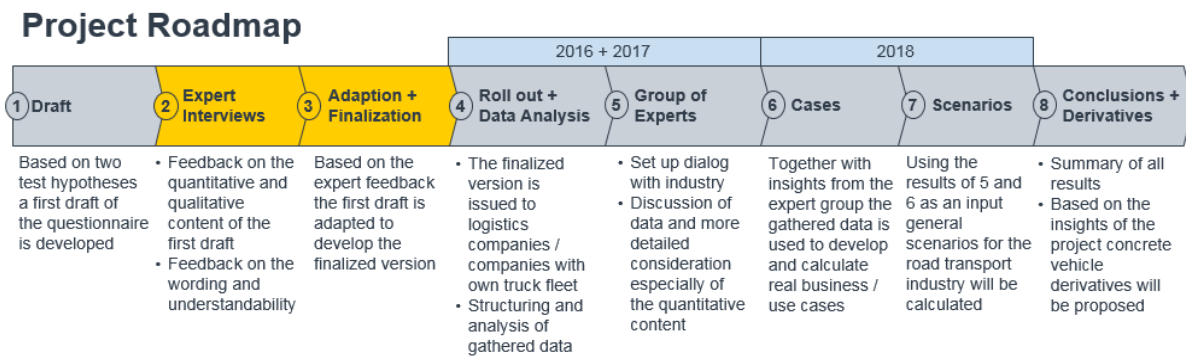 Project Roadmap
2016 + 2017
2018
1 Draft
2 Expert
Interviews
3 Adaption +
Finalization
4 Roll out +
Data Analysis
5 Group of
Experts
6 Cases
7 Scenarios
8 Conclusions +
Derivatives
Based on two
test hypotheses
a first draft of
the questionnaire
is developed
• Feedback on the
quantitative and
qualitative
content of the
first draft
• Feedback on the
wording and
understandability
Based on the
expert feedback
the first draft is
adapted to
develop the
finalized version
• The finalized
version is
issued to
logistics
companies /
companies with
own truck fleet
• Structuring and
analysis of
gathered data
• Set up dialog
with industry
• Discussion of
data and more
detailed
consideration
especially of
the quantitative
content
Together with
insights from the
expert group the
gathered data is
used to develop
and calculate
real business /
use cases
Using the
results of 5 and
6 as an input
general
scenarios for the
road transport
industry will be
calculated
• Summary of all
results
• Based on the
insights of the
project concrete
vehicle
derivatives will
be proposed